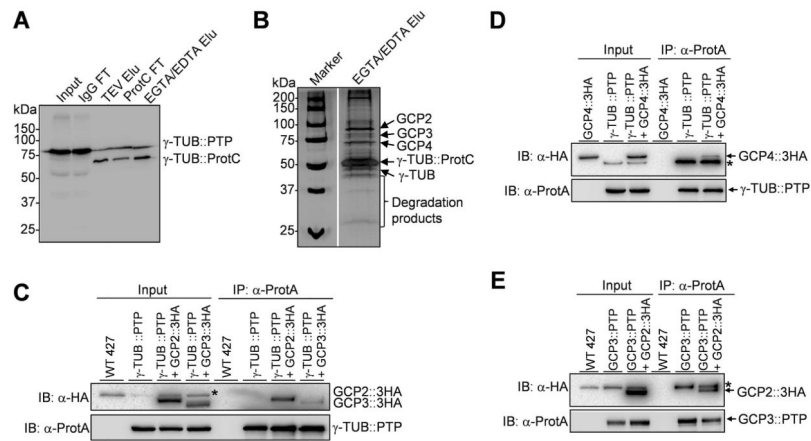 A
Input
IgG FT
TEV Elu
ProtC FT
EGTA/EDTA Elu
kDa
150
100
75
50
37
25
γ-TUB::PTP
γ-TUB::ProtC
B
Marker
EGTA/EDTA Elu
kDa
200
150
100
75
50
37
25
GCP2
GCP3
GCP4
γ-TUB::ProtC
γ-TUB
Degradation
products
C
Input
IP: α-ProtA
WT 427
γ-TUB::PTP
γ-TUB::PTP
+ GCP2::3HA
γ-TUB::PTP
+ GCP3::3HA
WT 427
γ-TUB::PTP
γ-TUB::PTP
+ GCP2::3HA
γ-TUB::PTP
+ GCP3::3HA
IB: α-HA
*
GCP2::3HA
GCP3::3HA
IB: α-ProtA
γ-TUB::PTP
D
Input
IP: α-ProtA
GCP4::3HA
γ-TUB::PTP
γ-TUB::PTP
+ GCP4::3HA
GCP4::3HA
γ-TUB::PTP
γ-TUB::PTP
+ GCP4::3HA
IB: α-HA
GCP4::3HA
*
IB: α-ProtA
γ-TUB::PTP
E
Input
IP: α-ProtA
WT 427
GCP3::PTP
GCP3::PTP
+ GCP2::3HA
WT 427
GCP3::PTP
GCP3::PTP
+ GCP2::3HA
IB: α-HA
*
GCP2::3HA
IB: α-ProtA
GCP3::PTP